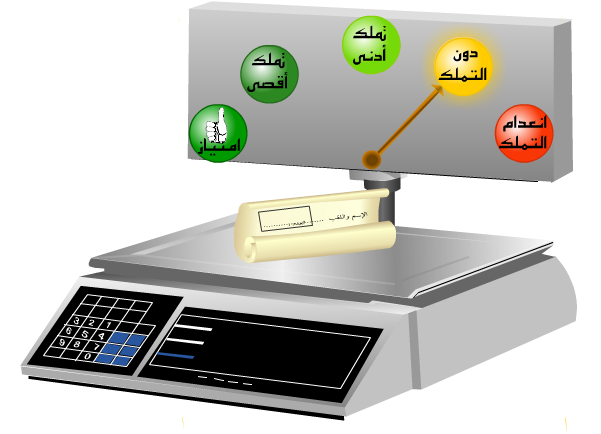 تملك
أدنى
دون
التملك
تملك
أقصى
انعدام
التملك
امتياز
الإسم واللقب ............
3 2 1
6 5 4
9 8 7
0